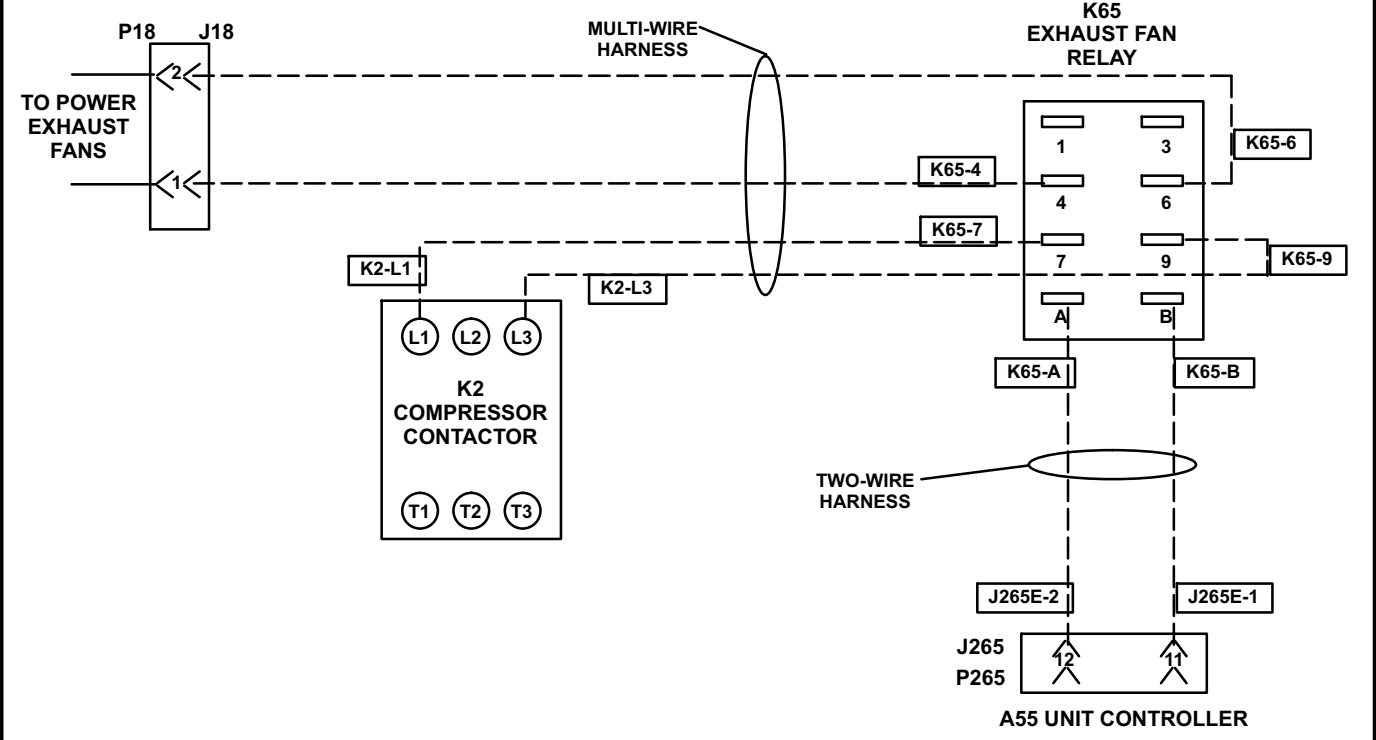 K65
EXHAUST FAN
RELAY
P18 J18
MULTI-WIRE
HARNESS
2
TO POWER
EXHAUST
FANS
1
1 3
K65-6
K65-4
4 6
K65-7
7 9
K65-9
K2-L1
K2-L3
A B
L1 L2 L3
K65-A K65-B
K2
COMPRESSOR
CONTACTOR
TWO-WIRE
HARNESS
T1 T2 T3
J265E-2 J265E-1
J265
12 11
P265
A55 UNIT CONTROLLER